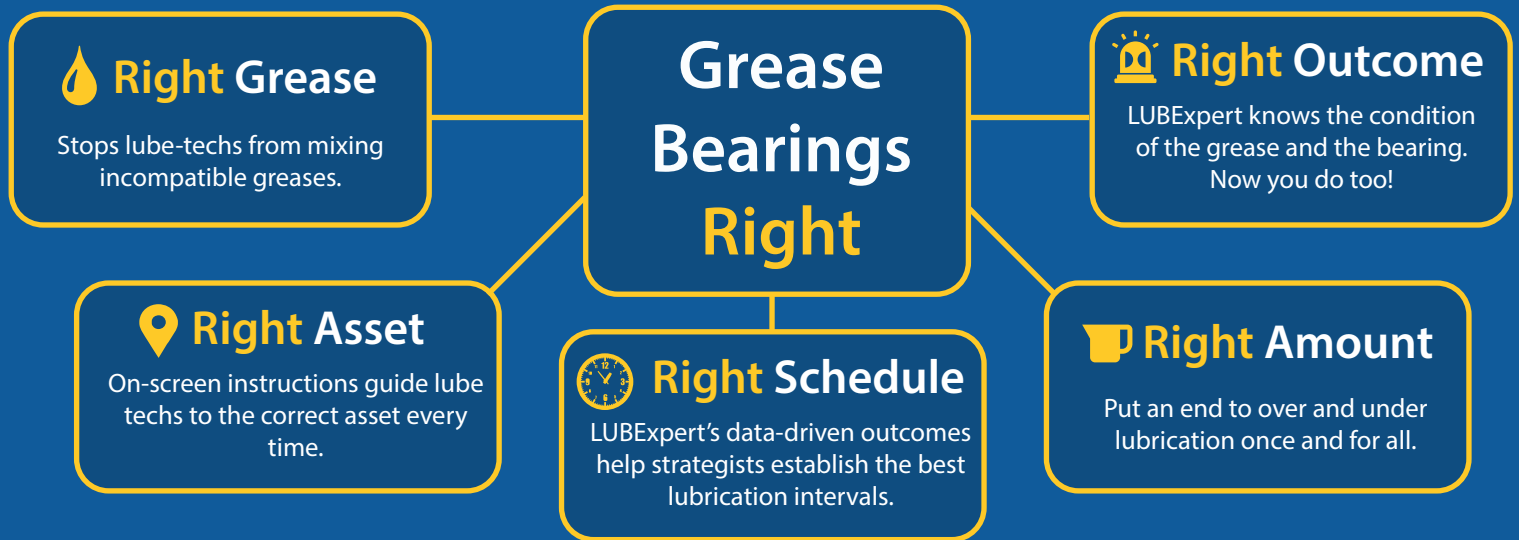 Grease
Bearings
Right
Right Grease
Stops lube-techs from mixing
incompatible greases.
Right Asset
On-screen instructions guide lube
techs to the correct asset every
time.
Right Schedule
LUBExpert’s data-driven outcomes
help strategists establish the best
lubrication intervals.
Right Amount
Put an end to over and under
lubrication once and for all.
Right Outcome
LUBExpert knows the condition
of the grease and the bearing.
Now you do too!